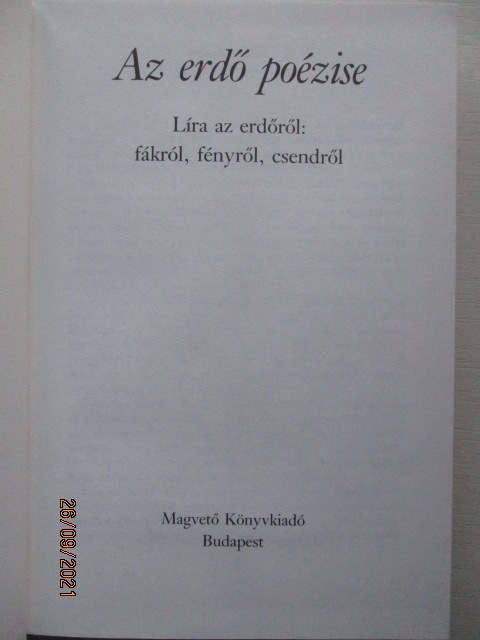 Az erdő poézise
Líra az erdőről:
fákról, fényről, csendről
Magvető Könyvkiadó
Budapest
26/09/2021